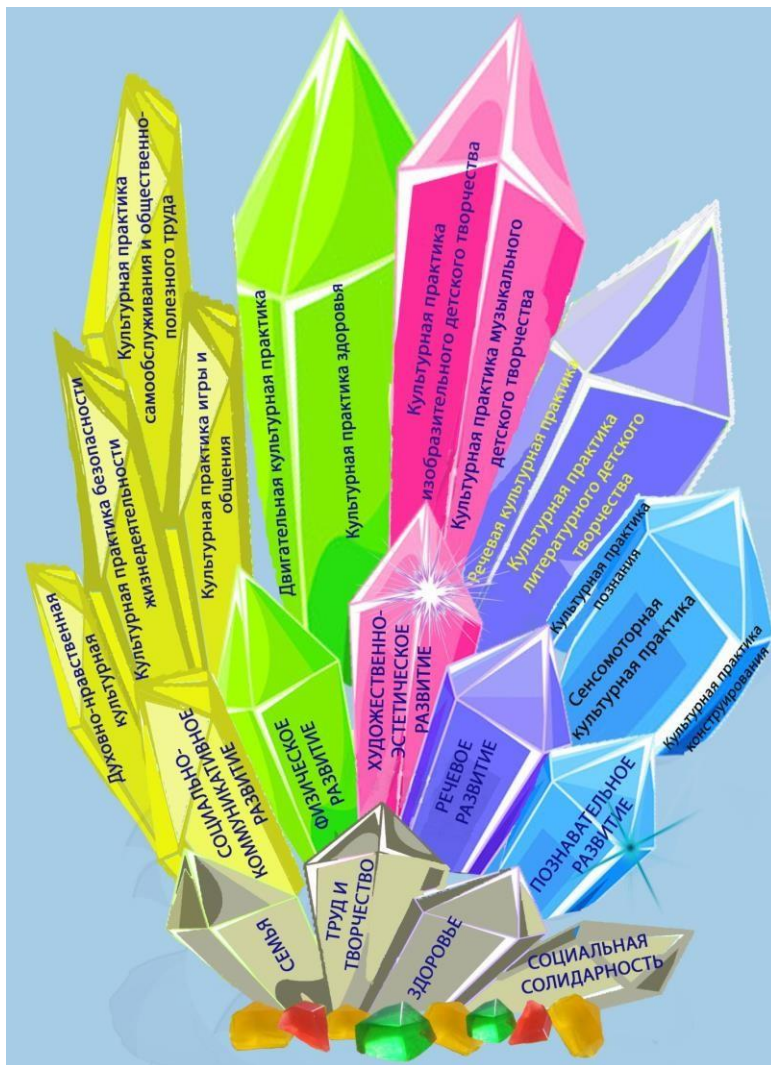 Культурная практика
самообслуживания и общественно-
полезного труда
Культурная практика безопасности
жизнедеятельности
Культурная практика игры и
общения
Духовно-нравственная
культурная
Двигательная культурная практика
Культурная практика здоровья
Культурная практика
изобразительного детского творчества
Культурная практика музыкального
детского творчества
Речевая культурная практика
Культурная практика
литературного детского
творчества
Культурная практика
познания
Сенсомоторная
культурная практика
Культурная практика
конструирования
СОЦИАЛЬНО-
КОММУНИКАТИВНОЕ
РАЗВИТИЕ
ФИЗИЧЕСКОЕ
РАЗВИТИЕ
ХУДОЖЕСТВЕННО-
ЭСТЕТИЧЕСКОЕ
РАЗВИТИЕ
РЕЧЕВОЕ
РАЗВИТИЕ
ПОЗНАВАТЕЛЬНОЕ
РАЗВИТИЕ
СЕМЬЯ
ТРУД И
ТВОРЧЕСТВО
ЗДОРОВЬЕ
СОЦИАЛЬНАЯ
СОЛИДАРНОСТЬ